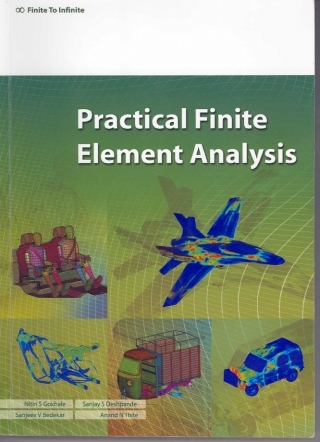 ∞ Finite To Infinite
Practical Finite
Element Analysis
Nitin S Gokhale
Sanjay S Deshpande
Sanjeev V Bedekar
Anand N Thite